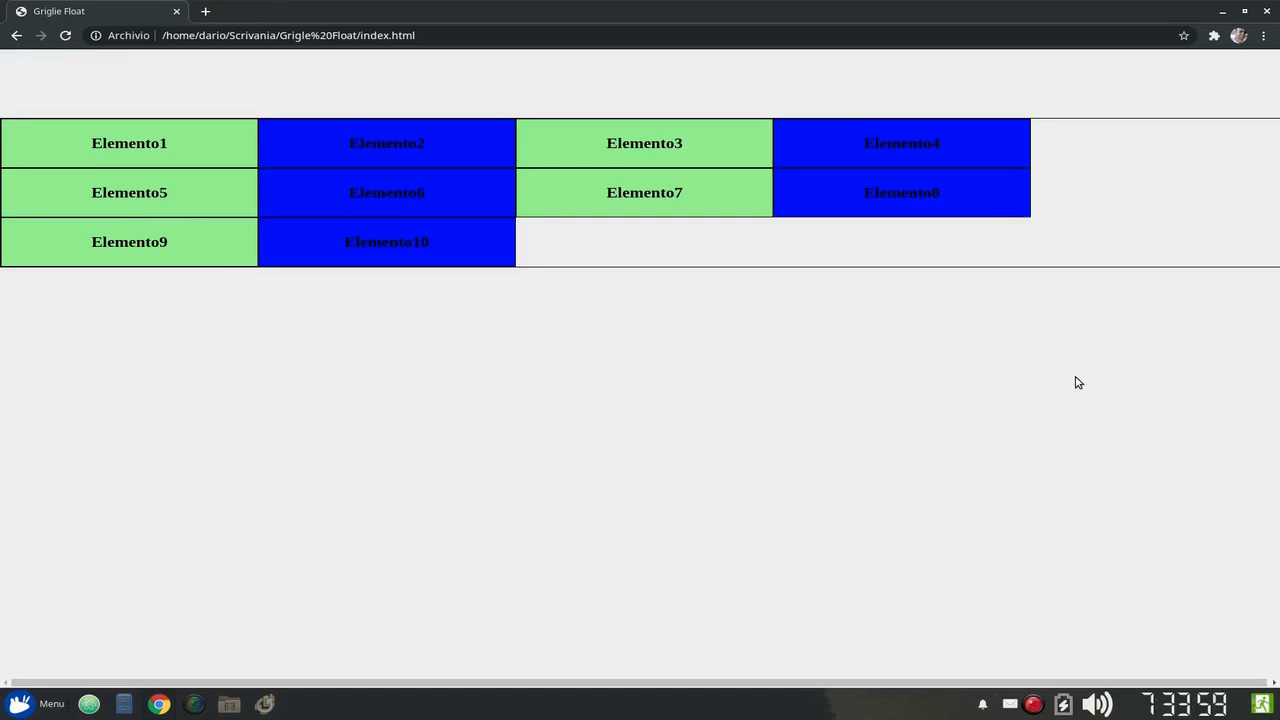 Griglie Float
Archivio /home/dario/Scrivania/Grigle%20Float/index.html
Elemento1 Elemento2 Elemento3 Elemento4
Elemento5 Elemento6 Elemento7 Elemento8
Elemento9 Elemento10
Menu 7:33:59